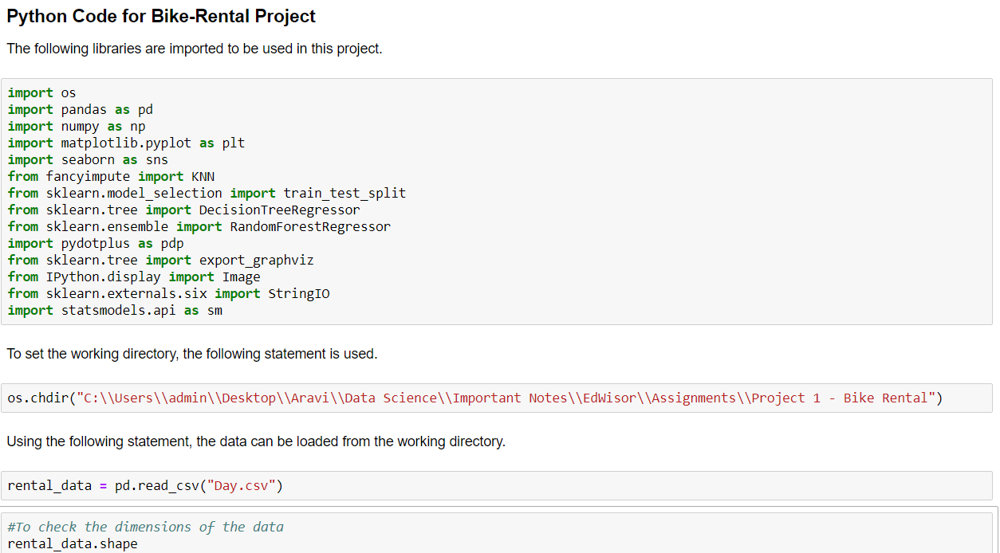 Python Code for Bike-Rental Project
The following libraries are imported to be used in this project.
import os
import pandas as pd
import numpy as np
import matplotlib.pyplot as plt
import seaborn as sns
from fancyimpute import KNN
from sklearn.model_selection import train_test_split
from sklearn.tree import DecisionTreeRegressor
from sklearn.ensemble import RandomForestRegressor
import pydotplus as pdp
from sklearn.tree import export_graphviz
from IPython.display import Image
from sklearn.externals.six import StringIO
import statsmodels.api as sm
To set the working directory, the following statement is used.
os.chdir("C:\\Users\\admin\\Desktop\\Aravi\\Data Science\\Important Notes\\EdWisor\\Assignments\\Project 1 - Bike Rental")
Using the following statement, the data can be loaded from the working directory.
rental_data = pd.read_csv("Day.csv")
#To check the dimensions of the data
rental_data.shape